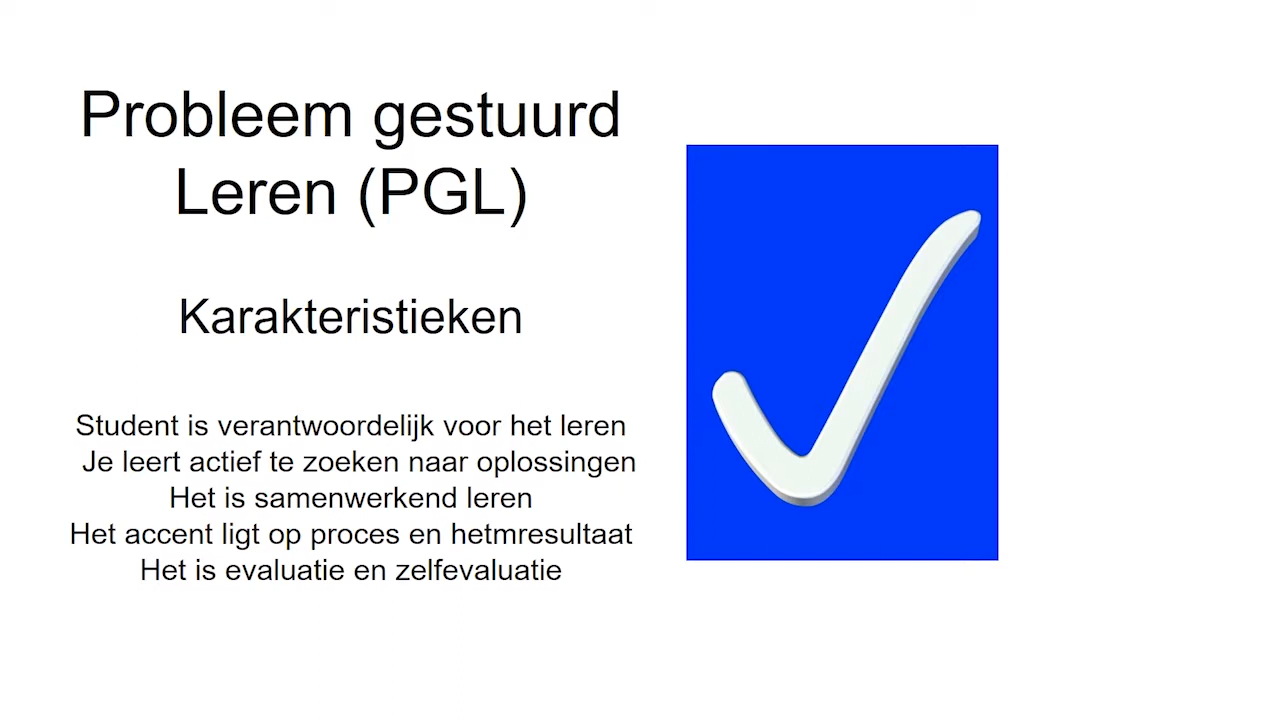 Probleem gestuurd
Leren (PGL)
Karakteristieken
Student is verantwoordelijk voor het leren
Je leert actief te zoeken naar oplossingen
Het is samenwerkend leren
Het accent ligt op proces en hetmresultaat
Het is evaluatie en zelfevaluatie